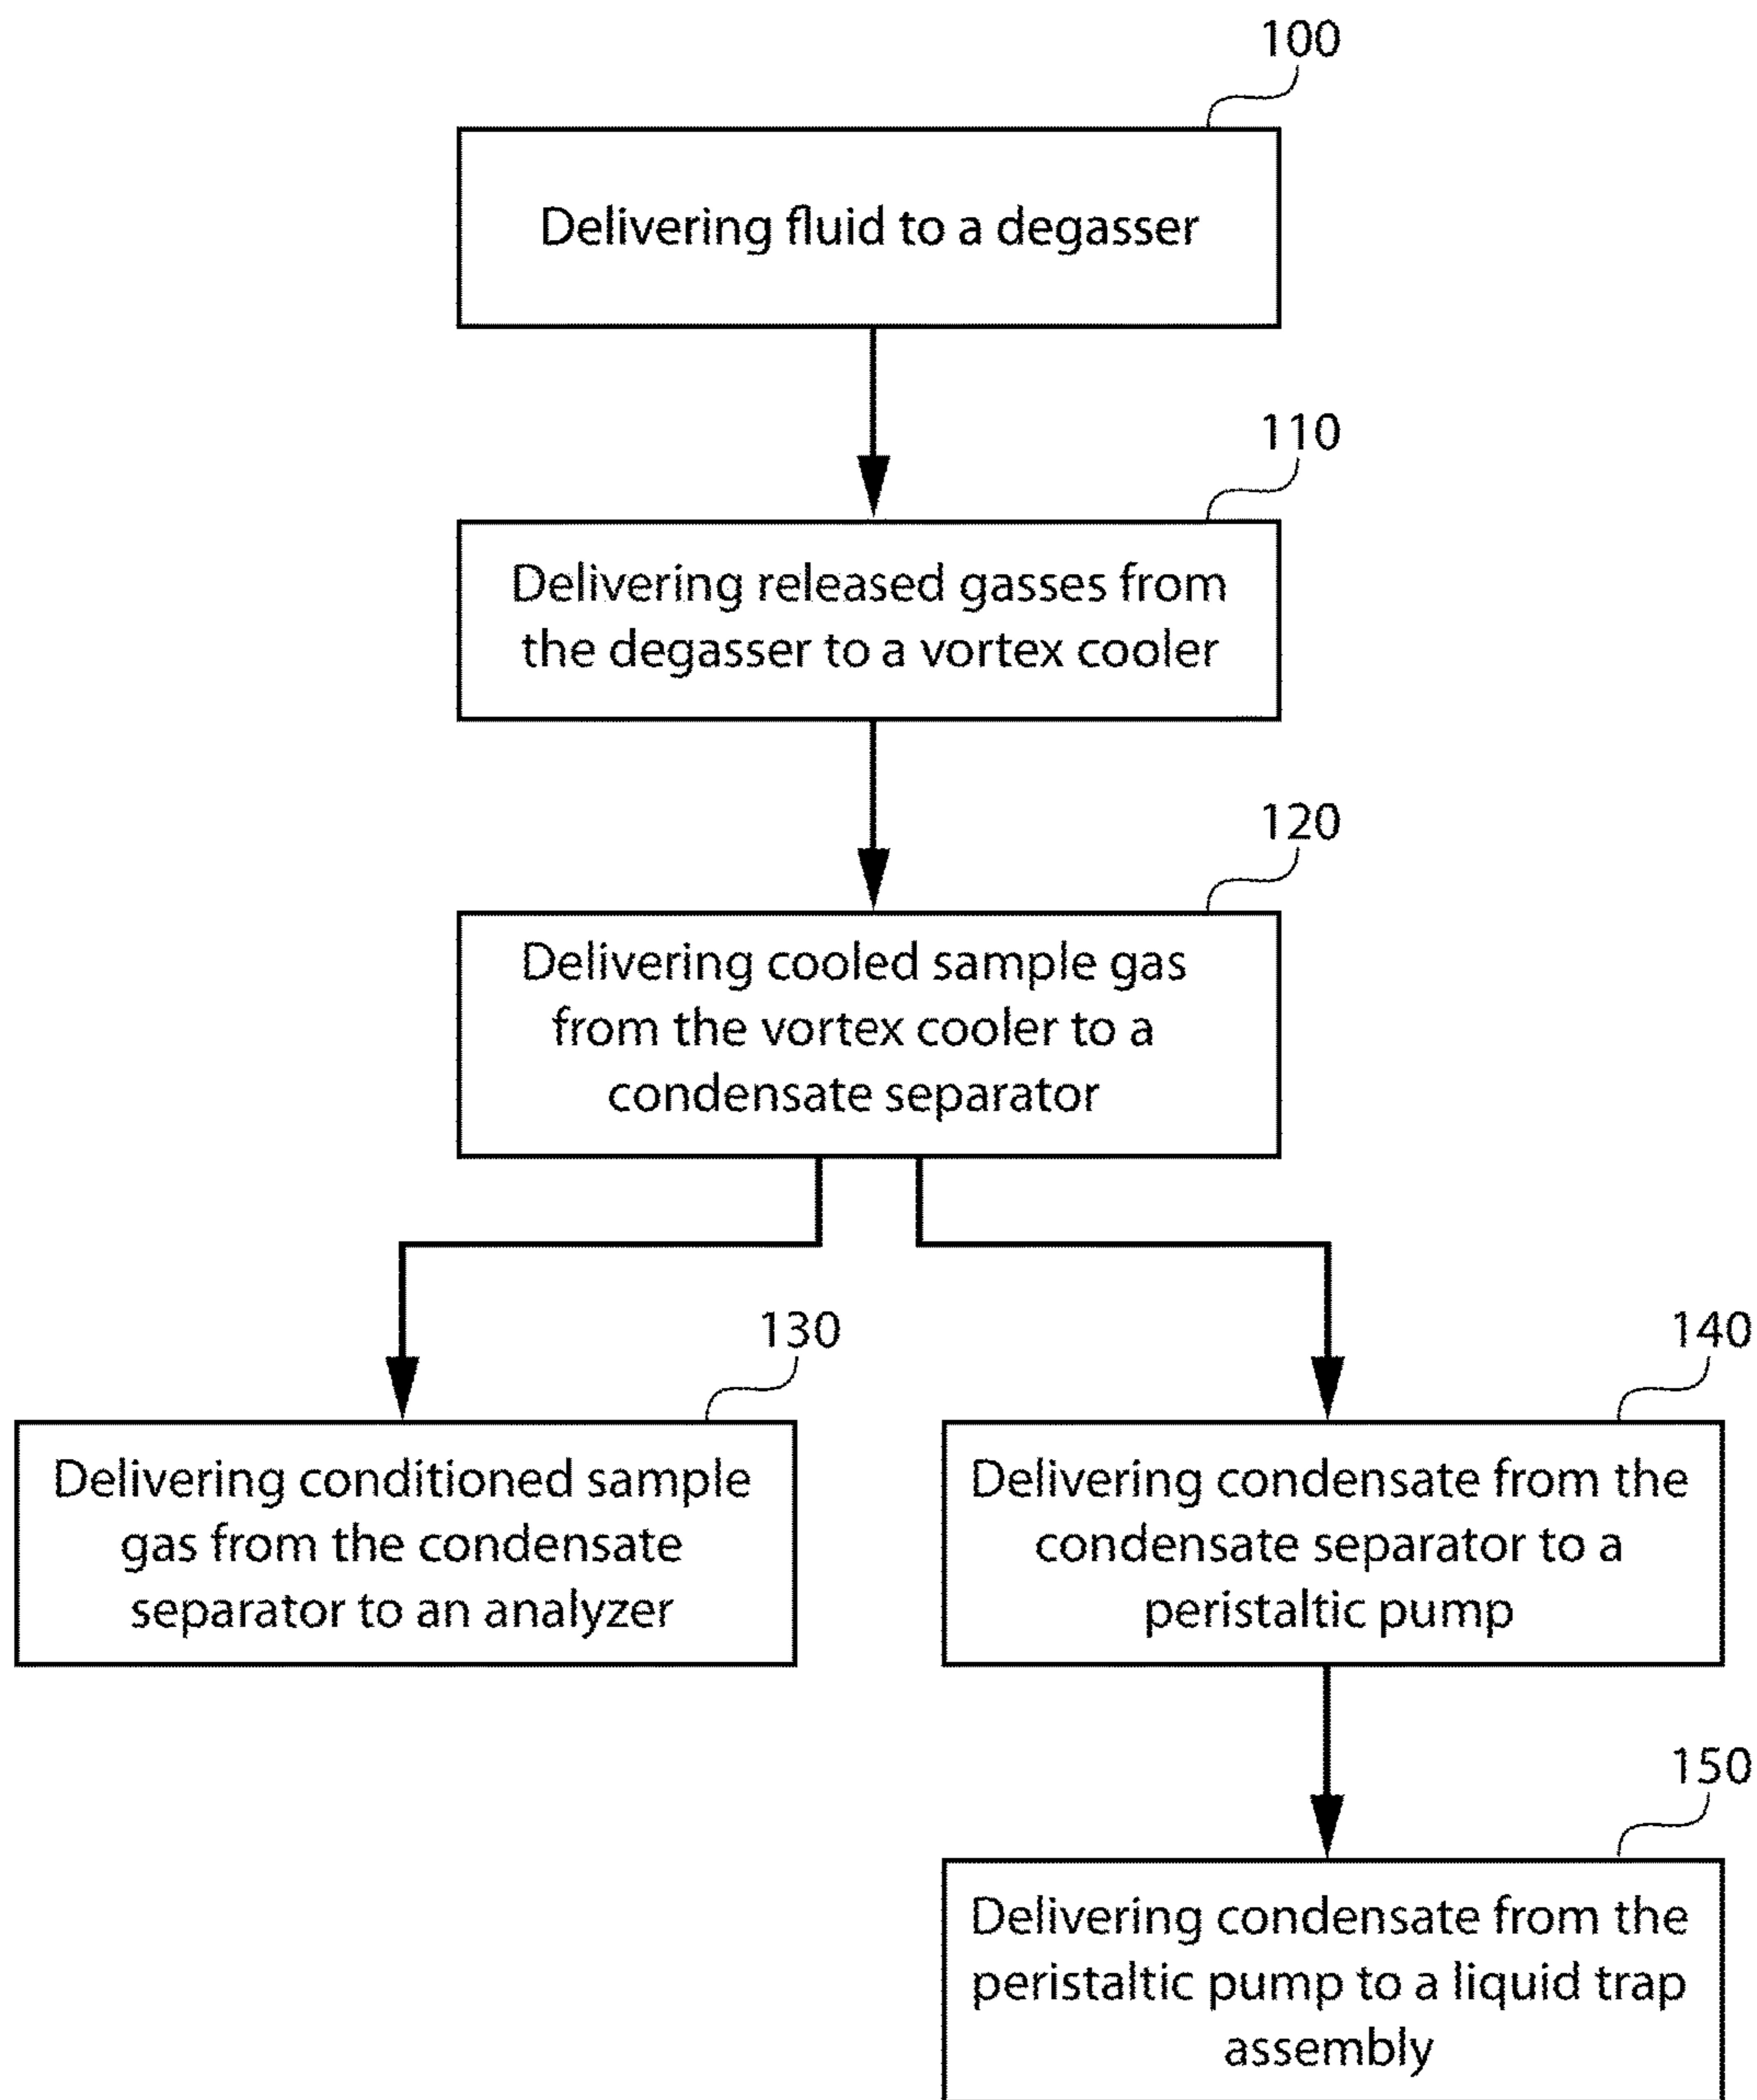 100
Delivering fluid to a degasser
110
Delivering released gasses from
the degasser to a vortex cooler
120
Delivering cooled sample gas
from the vortex cooler to a
condensate separator
130
Delivering conditioned sample
gas from the condensate
separator to an analyzer
140
Delivering condensate from the
condensate separator to a
peristaltic pump
150
Delivering condensate from the
peristaltic pump to a liquid trap
assembly